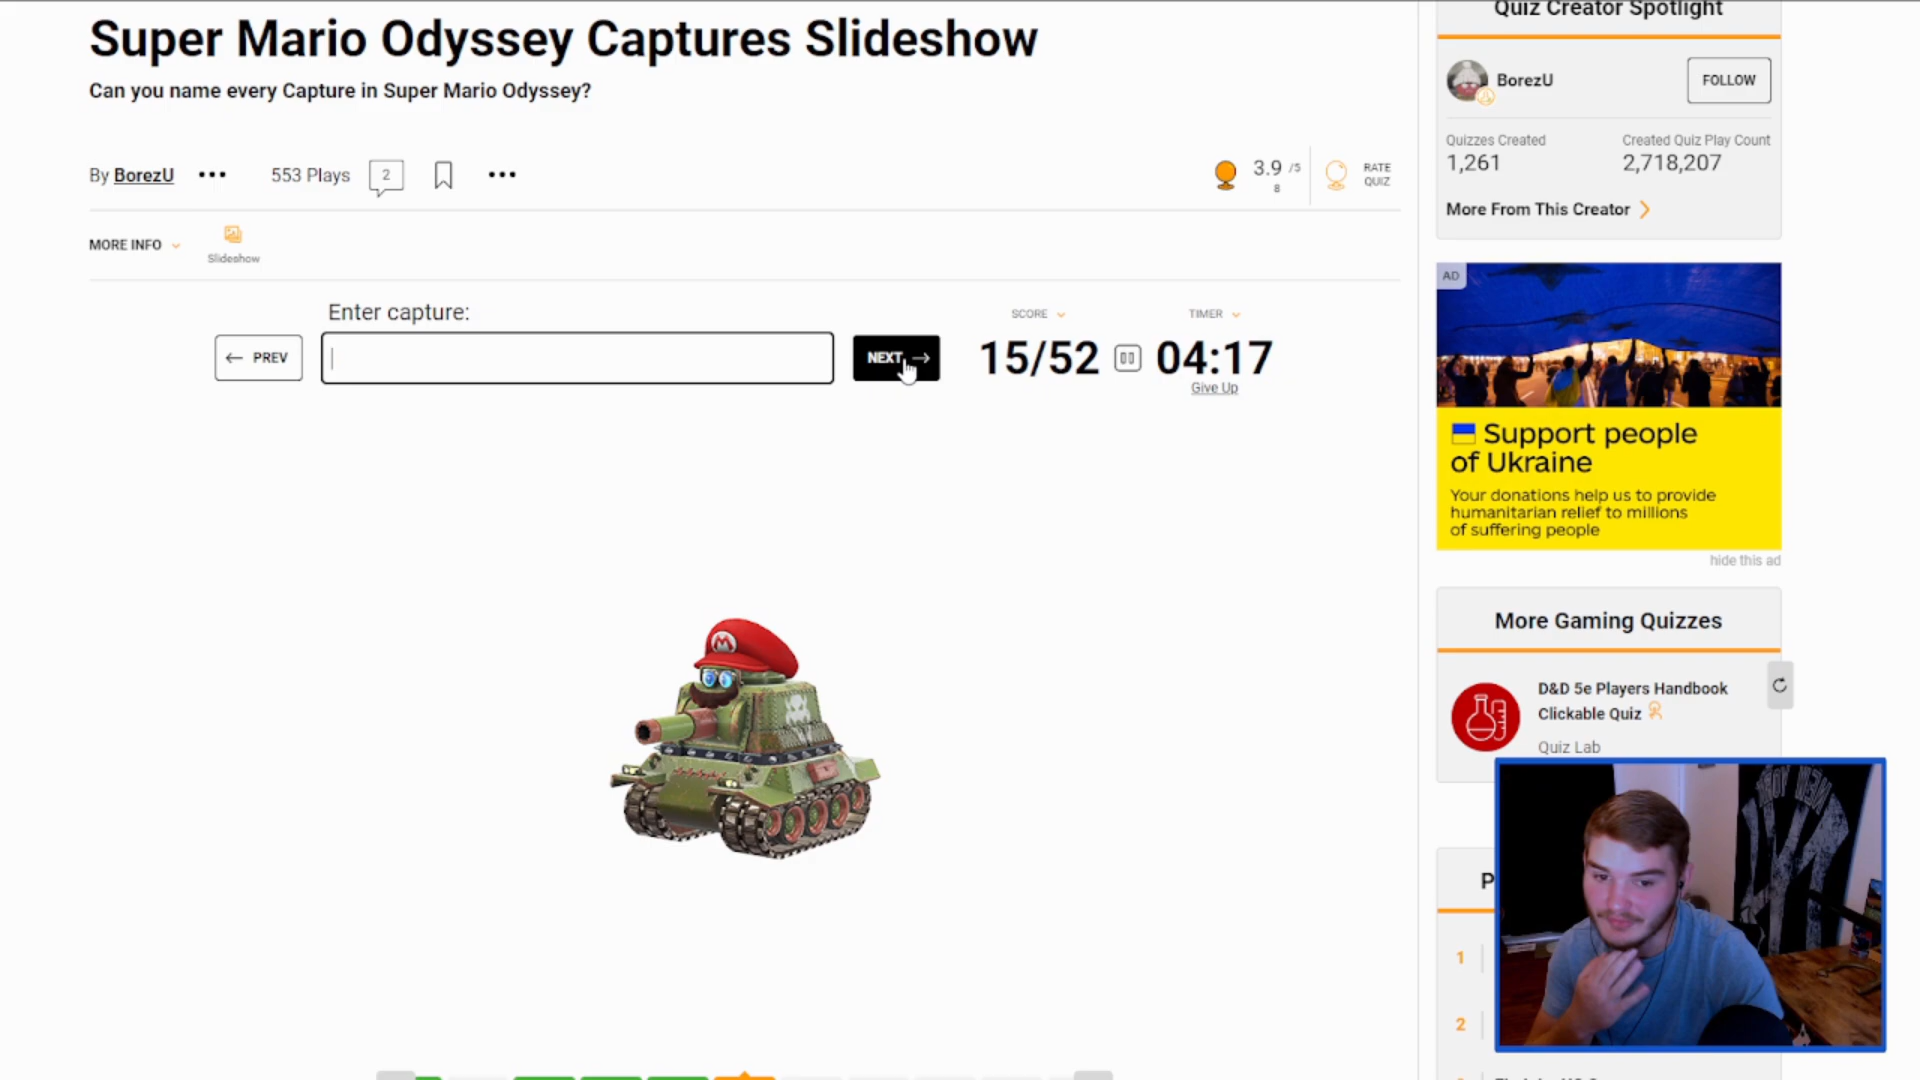 Super Mario Odyssey Captures Slideshow
Can you name every Capture in Super Mario Odyssey?
By BorezU
553 Plays
2
3.9 /5
8
RATE
QUIZ
MORE INFO
Slideshow
Enter capture:
PREV
NEXT
SCORE
15/52
TIMER
04:17
Give Up
Quiz Creator Spotlight
BorezU
FOLLOW
Quizzes Created
1,261
Created Quiz Play Count
2,718,207
More From This Creator
AD
Support people
of Ukraine
Your donations help us to provide
humanitarian relief to millions
of suffering people
hide this ad
More Gaming Quizzes
D&D 5e Players Handbook
Clickable Quiz
Quiz Lab
P
1
2
M
NEW YO